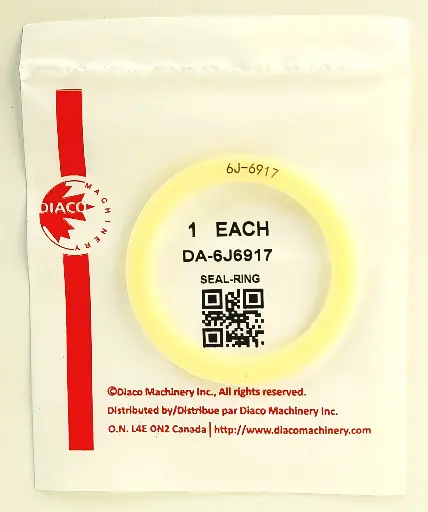 6J-6917
DIACO
MACHINERY
1 EACH
DA-6J6917
SEAL-RING
©Diaco Machinery Inc., All rights reserved.
Distributed by/Distribue par Diaco Machinery Inc.
O.N. L4E 0N2 Canada | http://www.diacomachinery.com